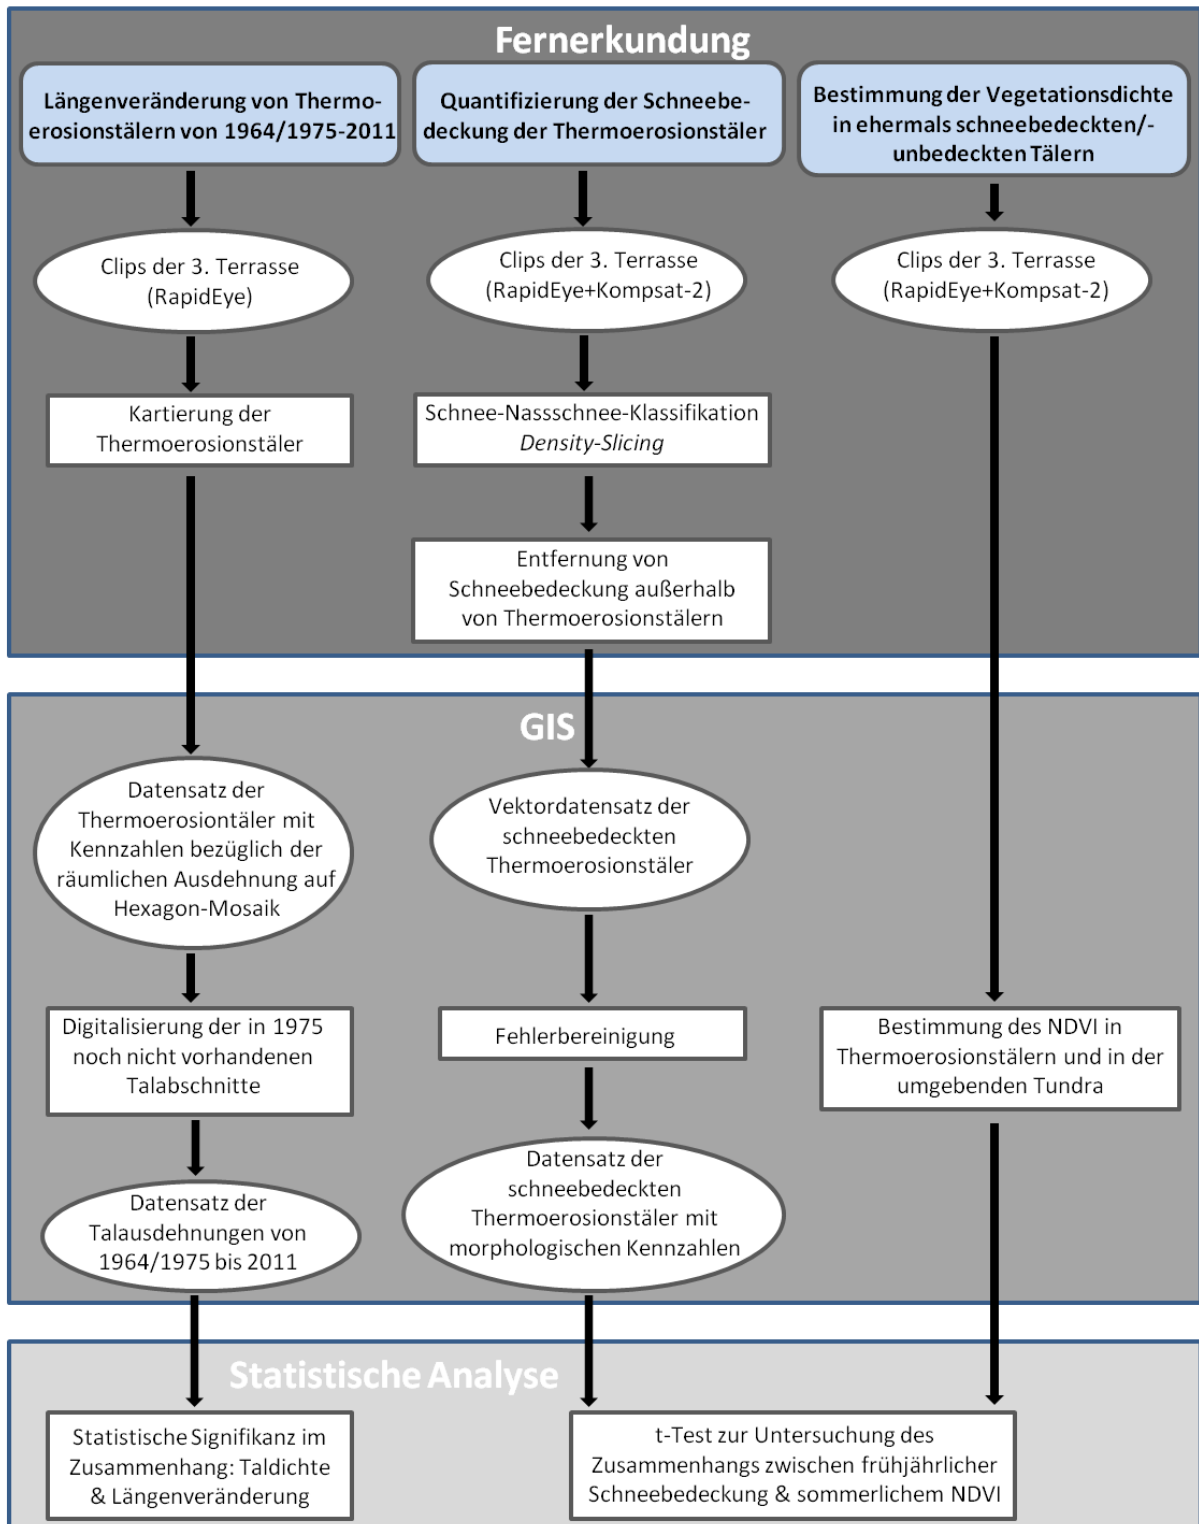 Fernerkundung
Längenveränderung von Thermo-
erosionstälern von 1964/1975-2011
Quantifizierung der Schneebe-
deckung der Thermoerosionstäler
Bestimmung der Vegetationsdichte
in ehermals schneebedeckten/-
unbedeckten Tälern
Clips der 3. Terrasse
(RapidEye)
Clips der 3. Terrasse
(RapidEye+Kompsat-2)
Clips der 3. Terrasse
(RapidEye+Kompsat-2)
Kartierung der
Thermoerosionstäler
Schnee-Nassschnee-Klassifikation
Density-Slicing
Entfernung von
Schneebedeckung außerhalb
von Thermoerosionstälern
GIS
Datensatz der
Thermoerosiontäler mit
Kennzahlen bezüglich der
räumlichen Ausdehnung auf
Hexagon-Mosaik
Vektordatensatz der
schneebedeckten
Thermoerosionstäler
Digitalisierung der in 1975
noch nicht vorhandenen
Talabschnitte
Fehlerbereinigung
Bestimmung des NDVI in
Thermoerosionstälern und in der
umgebenden Tundra
Datensatz der
Talausdehnungen von
1964/1975 bis 2011
Datensatz der
schneebedeckten
Thermoerosionstäler mit
morphologischen Kennzahlen
Statistische Analyse
Statistische Signifikanz im
Zusammenhang: Taldichte
& Längenveränderung
t-Test zur Untersuchung des
Zusammenhangs zwischen frühjährlicher
Schneebedeckung & sommerlichem NDVI